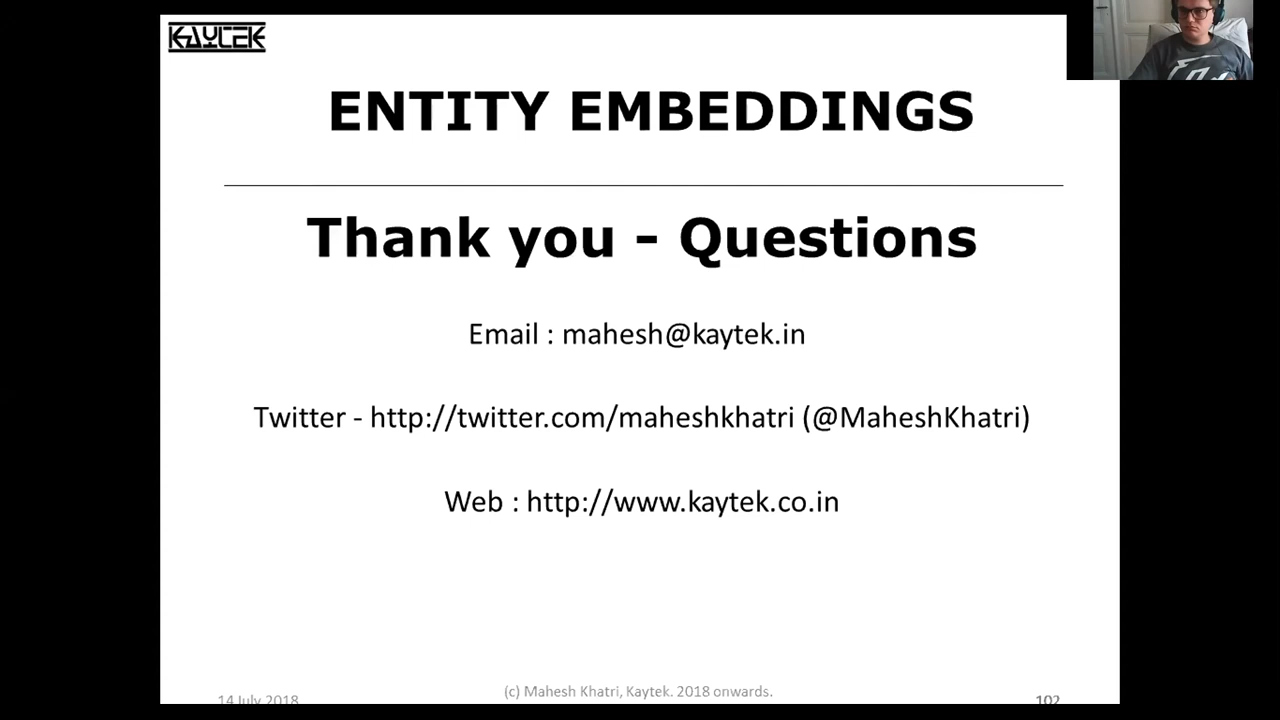 KAYTEK
ENTITY EMBEDDINGS
Thank you - Questions
Email : mahesh@kaytek.in
Twitter - http://twitter.com/maheshkhatri (@MaheshKhatri)
Web : http://www.kaytek.co.in
(c) Mahesh Khatri, Kaytek. 2018 onwards.
14 July 2018
102